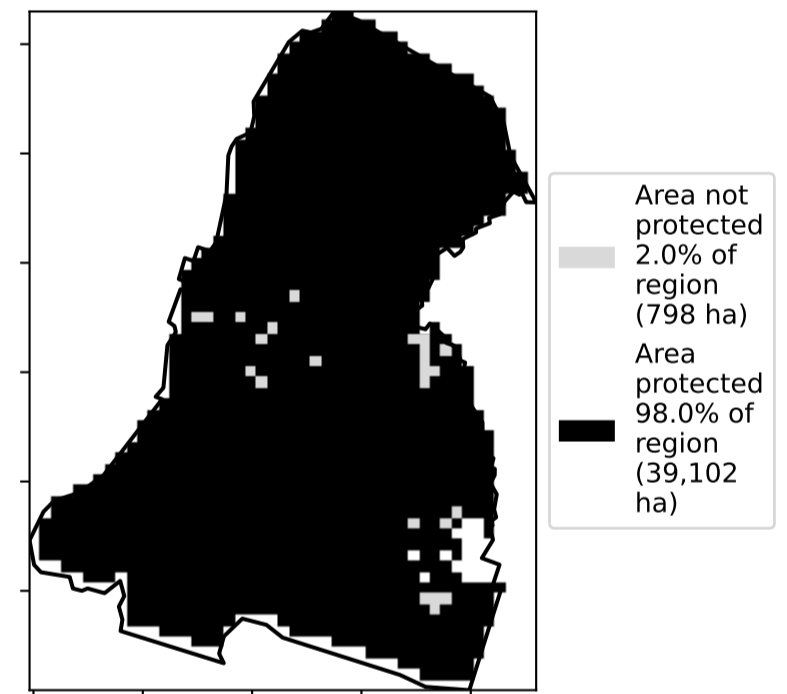 Area not
protected
2.0% of
region
(798 ha)
Area
protected
98.0% of
region
(39,102
ha)